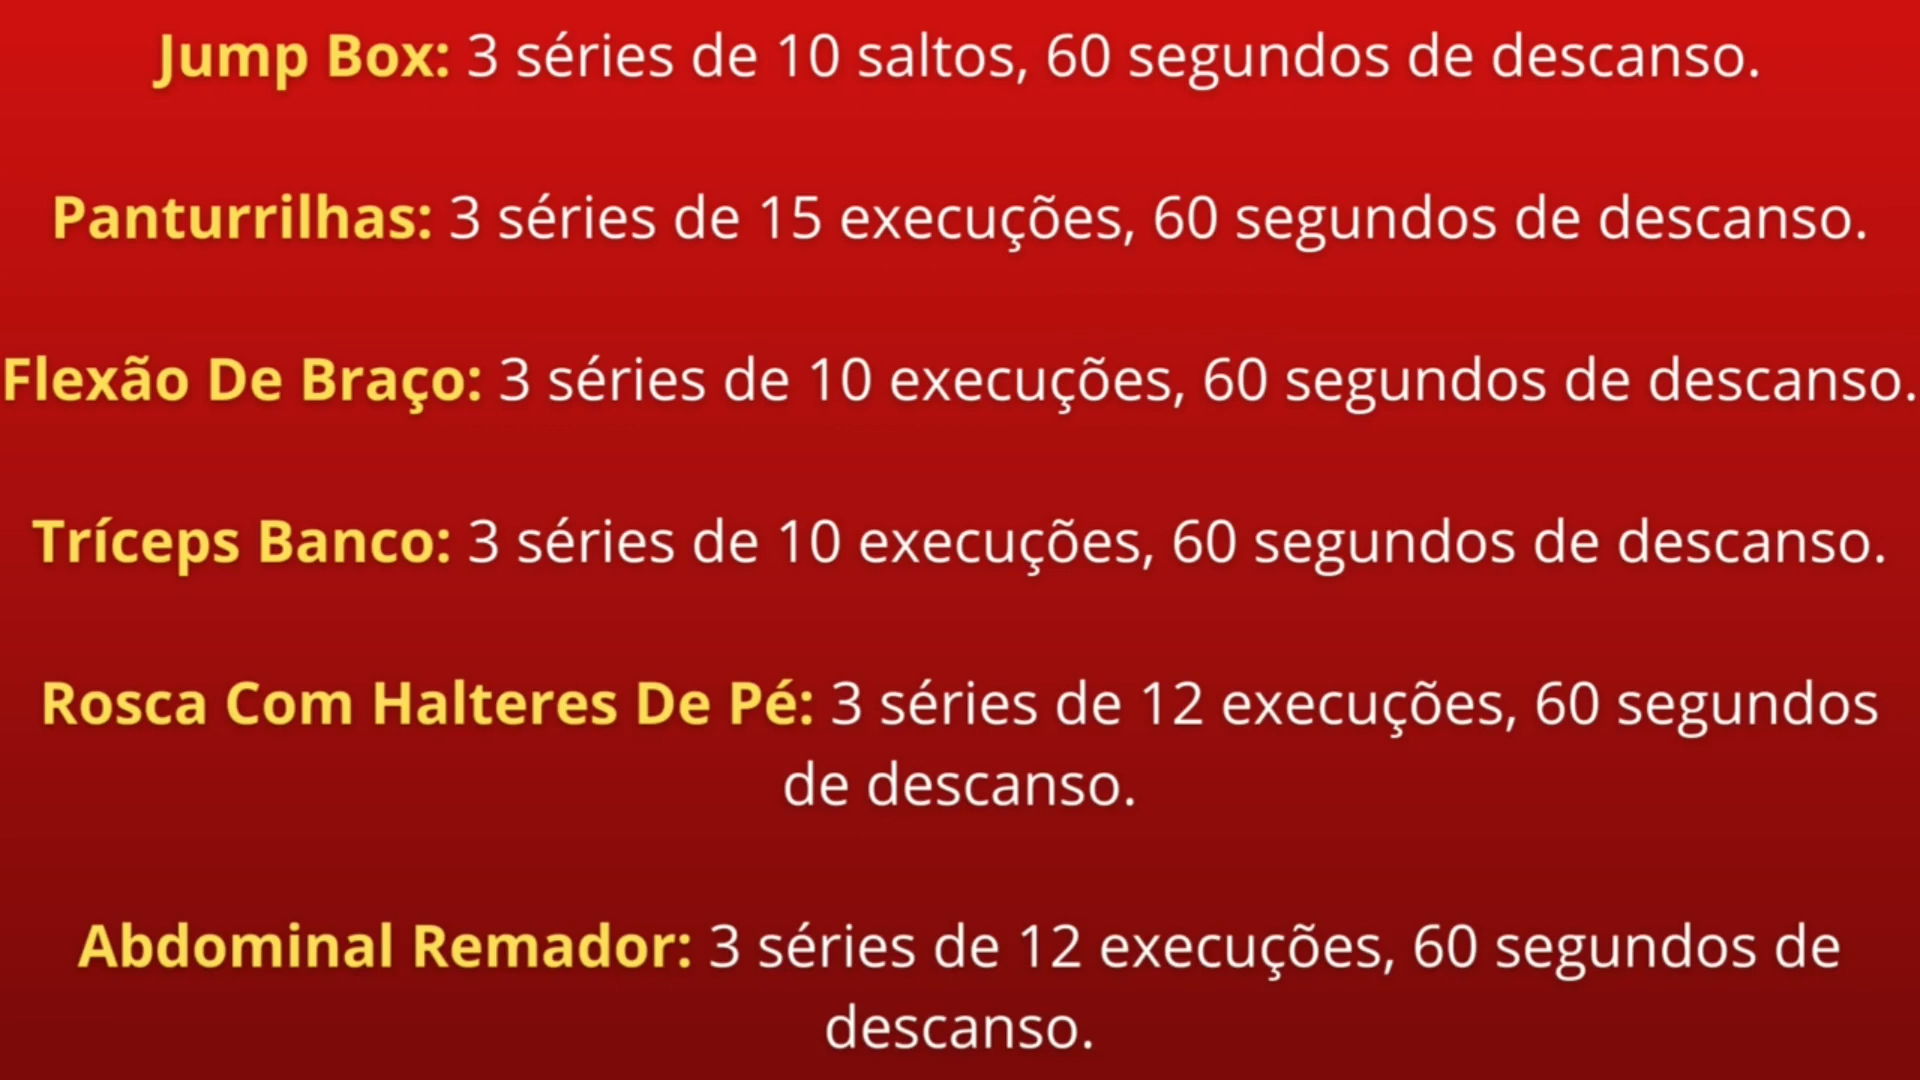 Jump Box: 3 séries de 10 saltos, 60 segundos de descanso.
Panturrilhas: 3 séries de 15 execuções, 60 segundos de descanso.
Flexão De Braço: 3 séries de 10 execuções, 60 segundos de descanso.
Tríceps Banco: 3 séries de 10 execuções, 60 segundos de descanso.
Rosca Com Halteres De Pé: 3 séries de 12 execuções, 60 segundos
de descanso.
Abdominal Remador: 3 séries de 12 execuções, 60 segundos de
descanso.